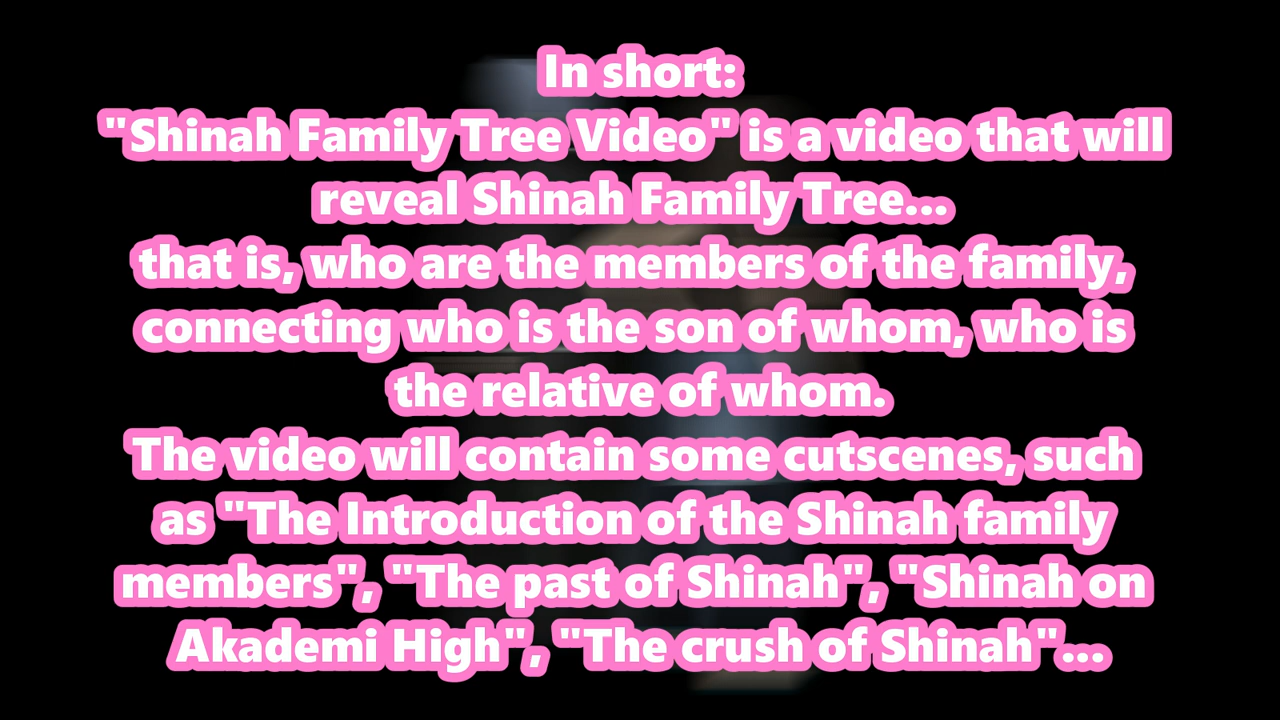 In short:
"Shinah Family Tree Video" is a video that will
reveal Shinah Family Tree...
that is, who are the members of the family,
connecting who is the son of whom, who is
the relative of whom.
The video will contain some cutscenes, such
as "The Introduction of the Shinah family
members", "The past of Shinah", "Shinah on
Akademi High", "The crush of Shinah"...